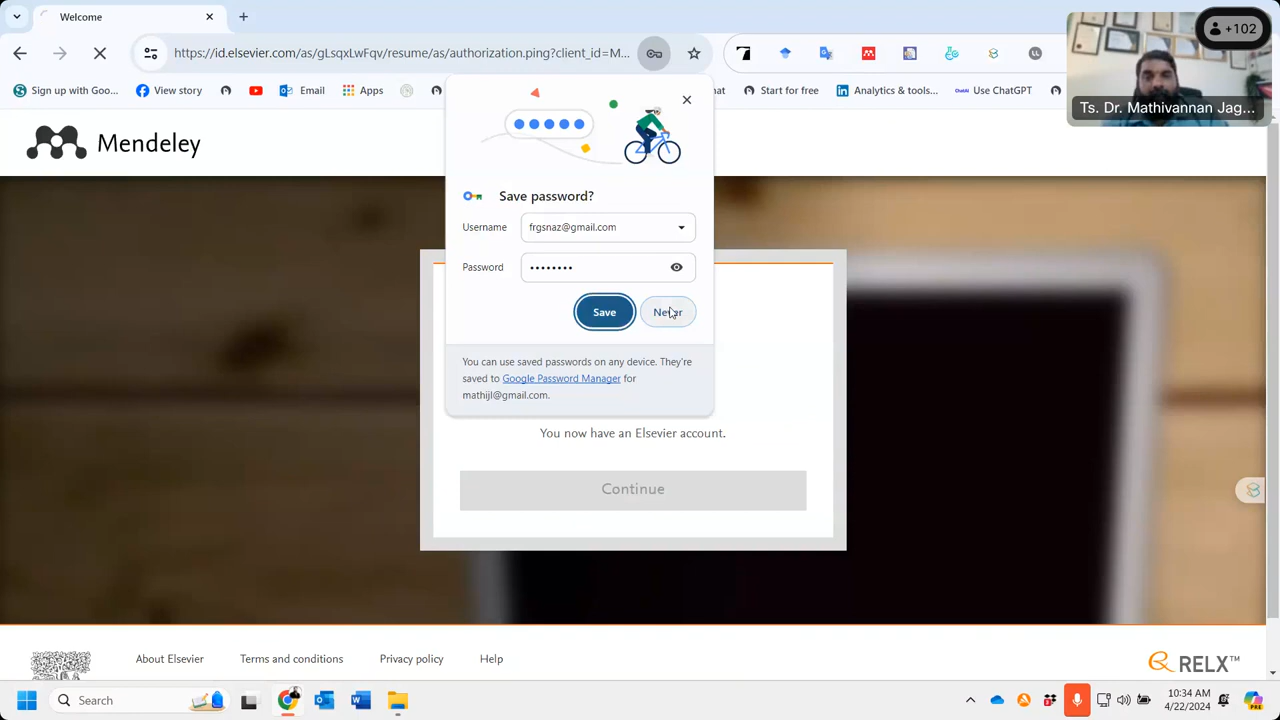 Welcome
+102
https://id.elsevier.com/as/gLsqxLwFqv/resume/as/authorization.ping?client_id=M...
Ts. Dr. Mathivannan Jag...
Sign up with Goo...
View story
Email
Apps
Start for free
Analytics & tools...
Use ChatGPT
Mendeley
Save password?
Username
frgsnaz@gmail.com
Password
••••••••
Save
Never
You can use saved passwords on any device. They're
saved to Google Password Manager for
mathijl@gmail.com.
You now have an Elsevier account.
Continue
About Elsevier
Terms and conditions
Privacy policy
Help
RELX™
Search
10:34 AM
4/22/2024